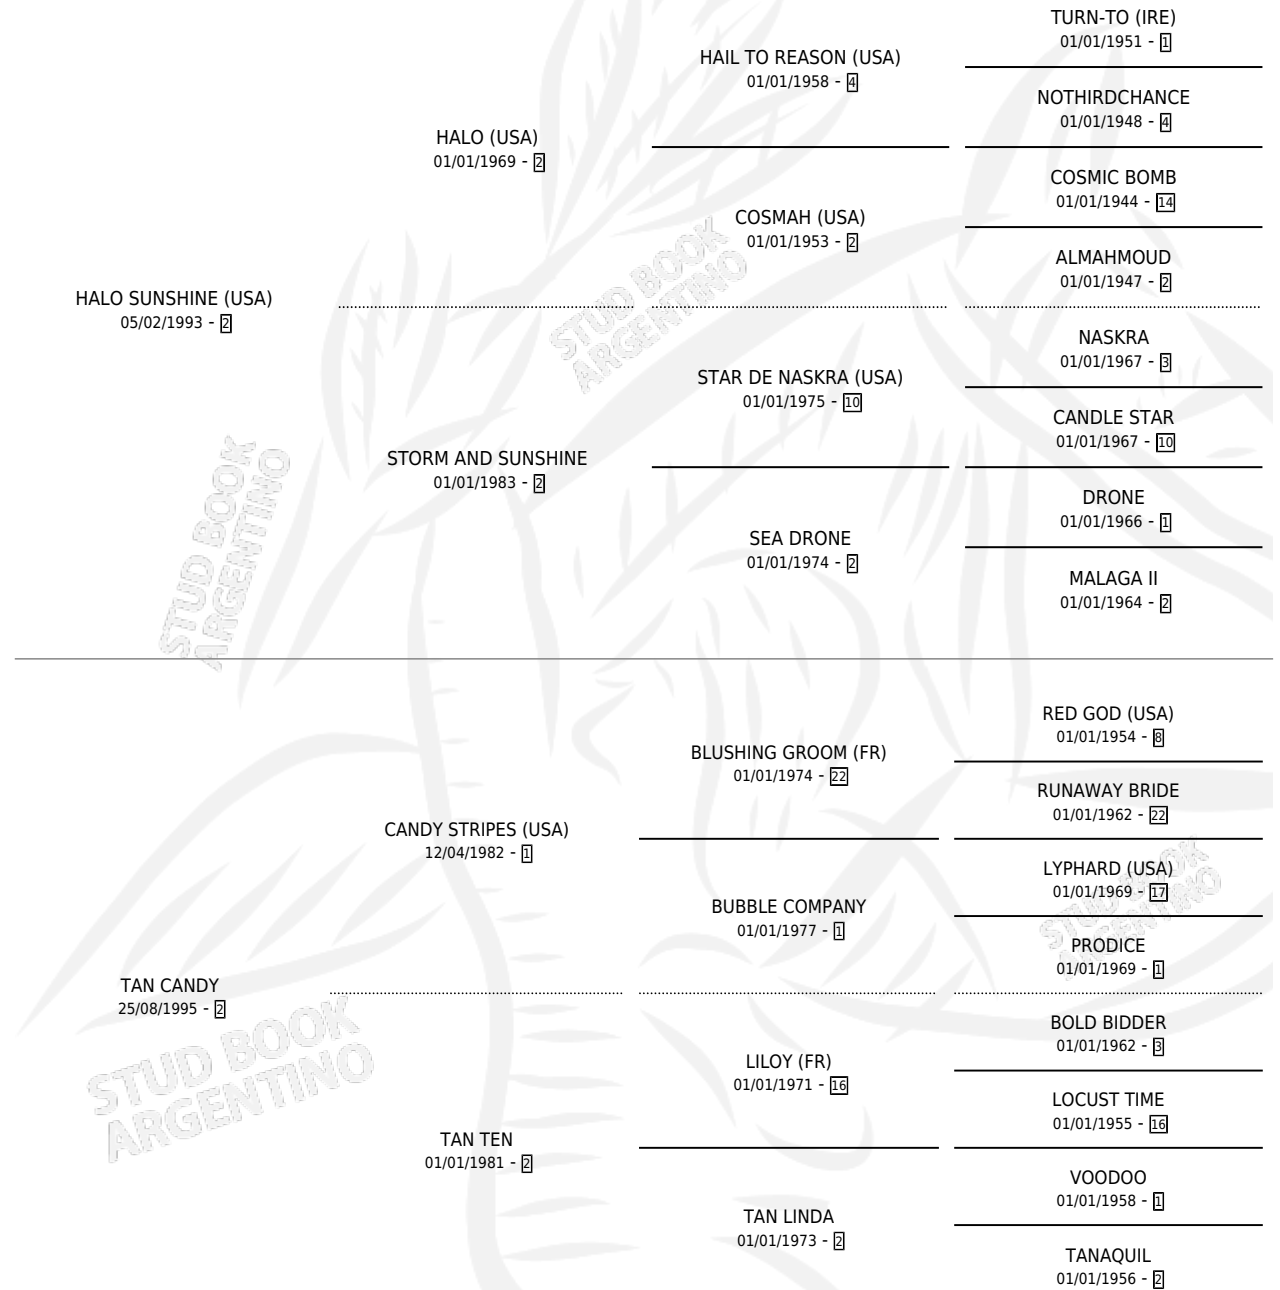 TURN-TO (IRE)
01/01/1951 - 1
HAIL TO REASON (USA)
01/01/1958 - 4
NOTHIRDCHANCE
01/01/1948 - 4
HALO (USA)
01/01/1969 - 2
COSMIC BOMB
01/01/1944 - 14
COSMAH (USA)
01/01/1953 - 2
ALMAHMOUD
01/01/1947 - 2
HALO SUNSHINE (USA)
05/02/1993 - 2
STUD BOOK
ARGENTINO
NASKRA
01/01/1967 - 3
STAR DE NASKRA (USA)
01/01/1975 - 10
CANDLE STAR
01/01/1967 - 10
STORM AND SUNSHINE
01/01/1983 - 2
DRONE
01/01/1966 - 1
SEA DRONE
01/01/1974 - 2
MALAGA II
01/01/1964 - 2
STUD BOOK
ARGENTINO
RED GOD (USA)
01/01/1954 - 8
BLUSHING GROOM (FR)
01/01/1974 - 22
RUNAWAY BRIDE
01/01/1962 - 22
CANDY STRIPES (USA)
12/04/1982 - 1
LYPHARD (USA)
01/01/1969 - 17
BUBBLE COMPANY
01/01/1977 - 1
STUD BOOK
ARGENTINO
PRODICE
01/01/1969 - 1
TAN CANDY
25/08/1995 - 2
STUD BOOK
ARGENTINO
BOLD BIDDER
01/01/1962 - 3
LILOY (FR)
01/01/1971 - 16
LOCUST TIME
01/01/1955 - 16
TAN TEN
01/01/1981 - 2
VOODOO
01/01/1958 - 1
TAN LINDA
01/01/1973 - 2
TANAQUIL
01/01/1956 - 2